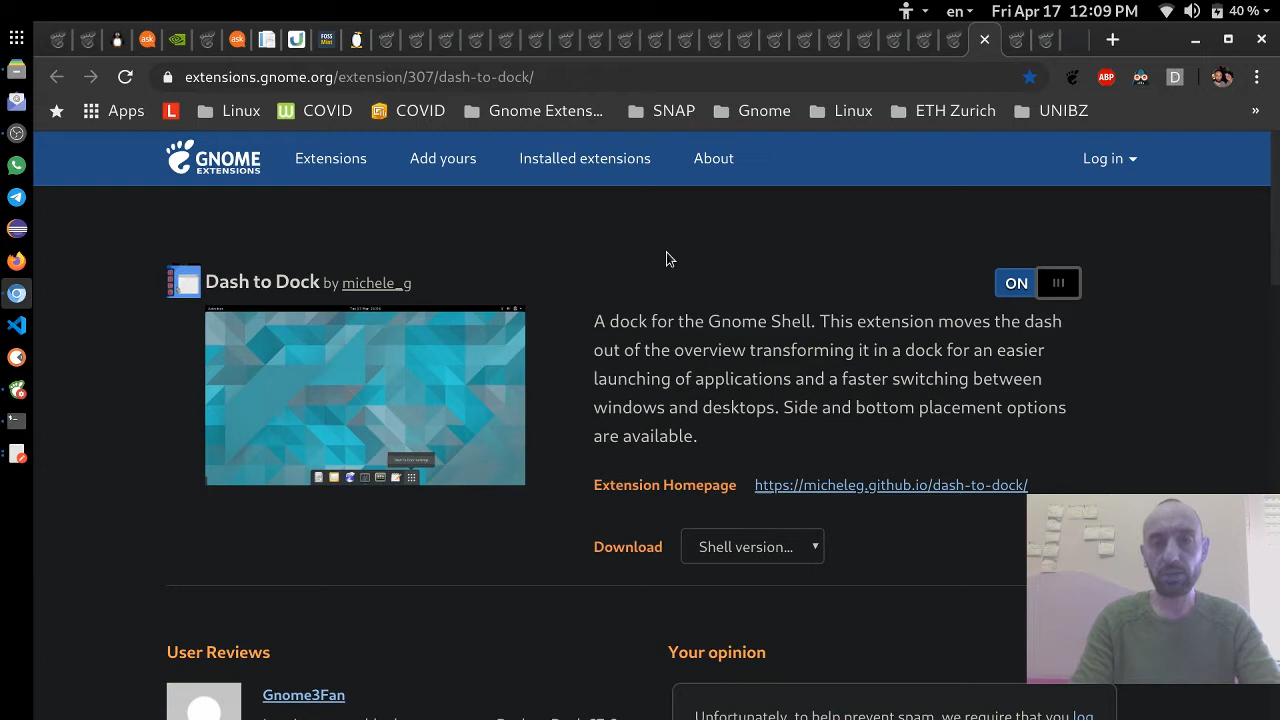 en
Fri Apr 17 12:09 PM
40 %
extensions.gnome.org/extension/307/dash-to-dock/
ABP
D
Apps
L
Linux
COVID
COVID
Gnome Extens...
SNAP
Gnome
Linux
ETH Zurich
UNIBZ
»
GNOME
EXTENSIONS
Extensions
Add yours
Installed extensions
About
Log in
Dash to Dock by michele_g
ON
A dock for the Gnome Shell. This extension moves the dash
out of the overview transforming it in a dock for an easier
launching of applications and a faster switching between
windows and desktops. Side and bottom placement options
are available.
Extension Homepage
https://micheleg.github.io/dash-to-dock/
Download
Shell version...
User Reviews
Your opinion
Gnome3Fan
Unfortunately, to help prevent spam, we require that you log